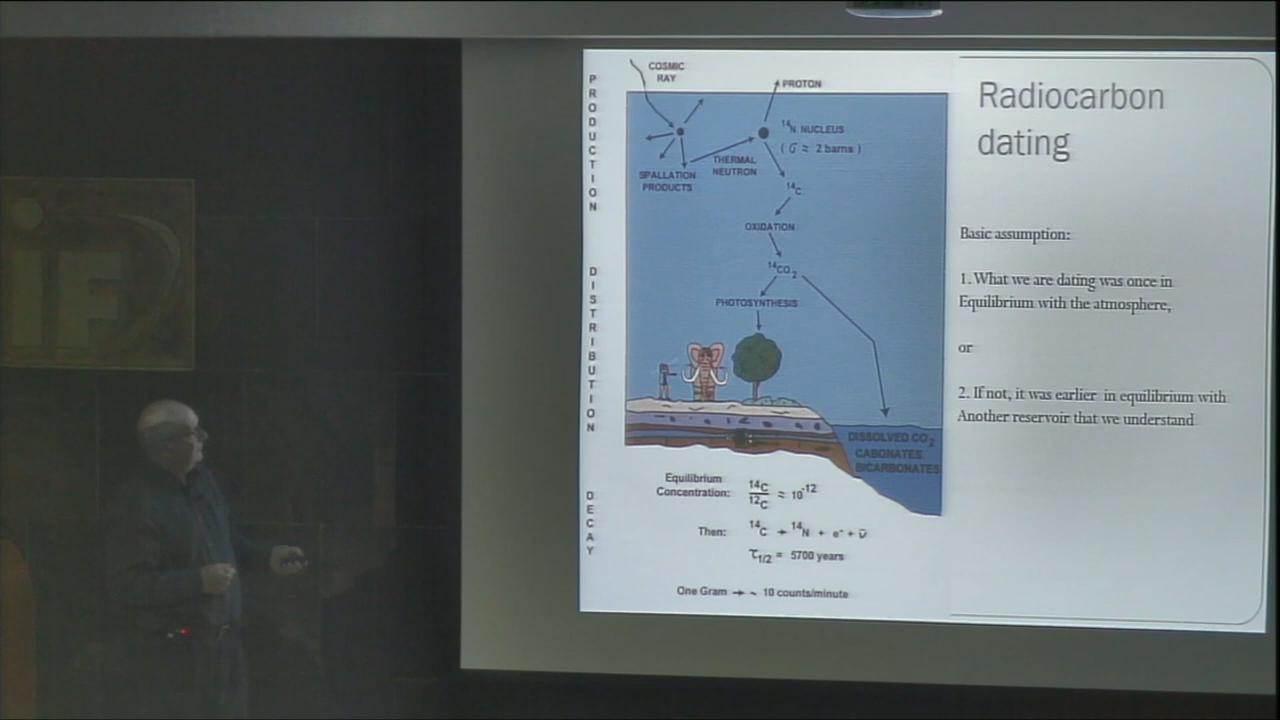 iF
PRODUCTION
COSMIC
RAY
PROTON
14N NUCLEUS
( σ ≈ 2 barns )
THERMAL
NEUTRON
SPALLATION
PRODUCTS
14C
OXIDATION
DISTRIBUTION
14CO2
PHOTOSYNTHESIS
DISSOLVED CO2
CABONATES
BICARBONATES
DECAY
Equilibrium
Concentration: 14C/12C ≈ 10-12
Then: 14C → 14N + e- + ν̄
τ1/2 = 5700 years
One Gram → ~ 10 counts/minute
Radiocarbon
dating
Basic assumption:
1. What we are dating was once in
Equilibrium with the atmosphere,
or
2. If not, it was earlier in equilibrium with
Another reservoir that we understand